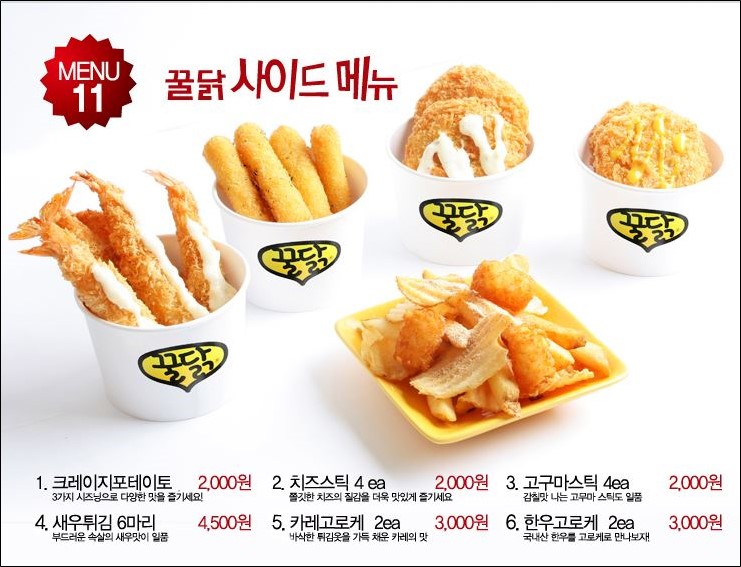 MENU
11
꿀닭 사이드 메뉴
꿀닭
꿀닭
꿀닭
꿀닭
1. 크레이지포테이토 2,000원
3가지 시즈닝으로 다양한 맛을 즐기세요!
2. 치즈스틱 4 ea 2,000원
쫄깃한 치즈의 질감을 더욱 맛있게 즐기세요
3. 고구마스틱 4ea 2,000원
감칠맛 나는 고무마 스틱도 일품
4. 새우튀김 6마리 4,500원
부드러운 속살의 새우맛이 일품
5. 카레고로케 2ea 3,000원
바삭한 튀김옷을 가득 채운 카레의 맛
6. 한우고로케 2ea 3,000원
국내산 한우를 고로케로 만나보자!